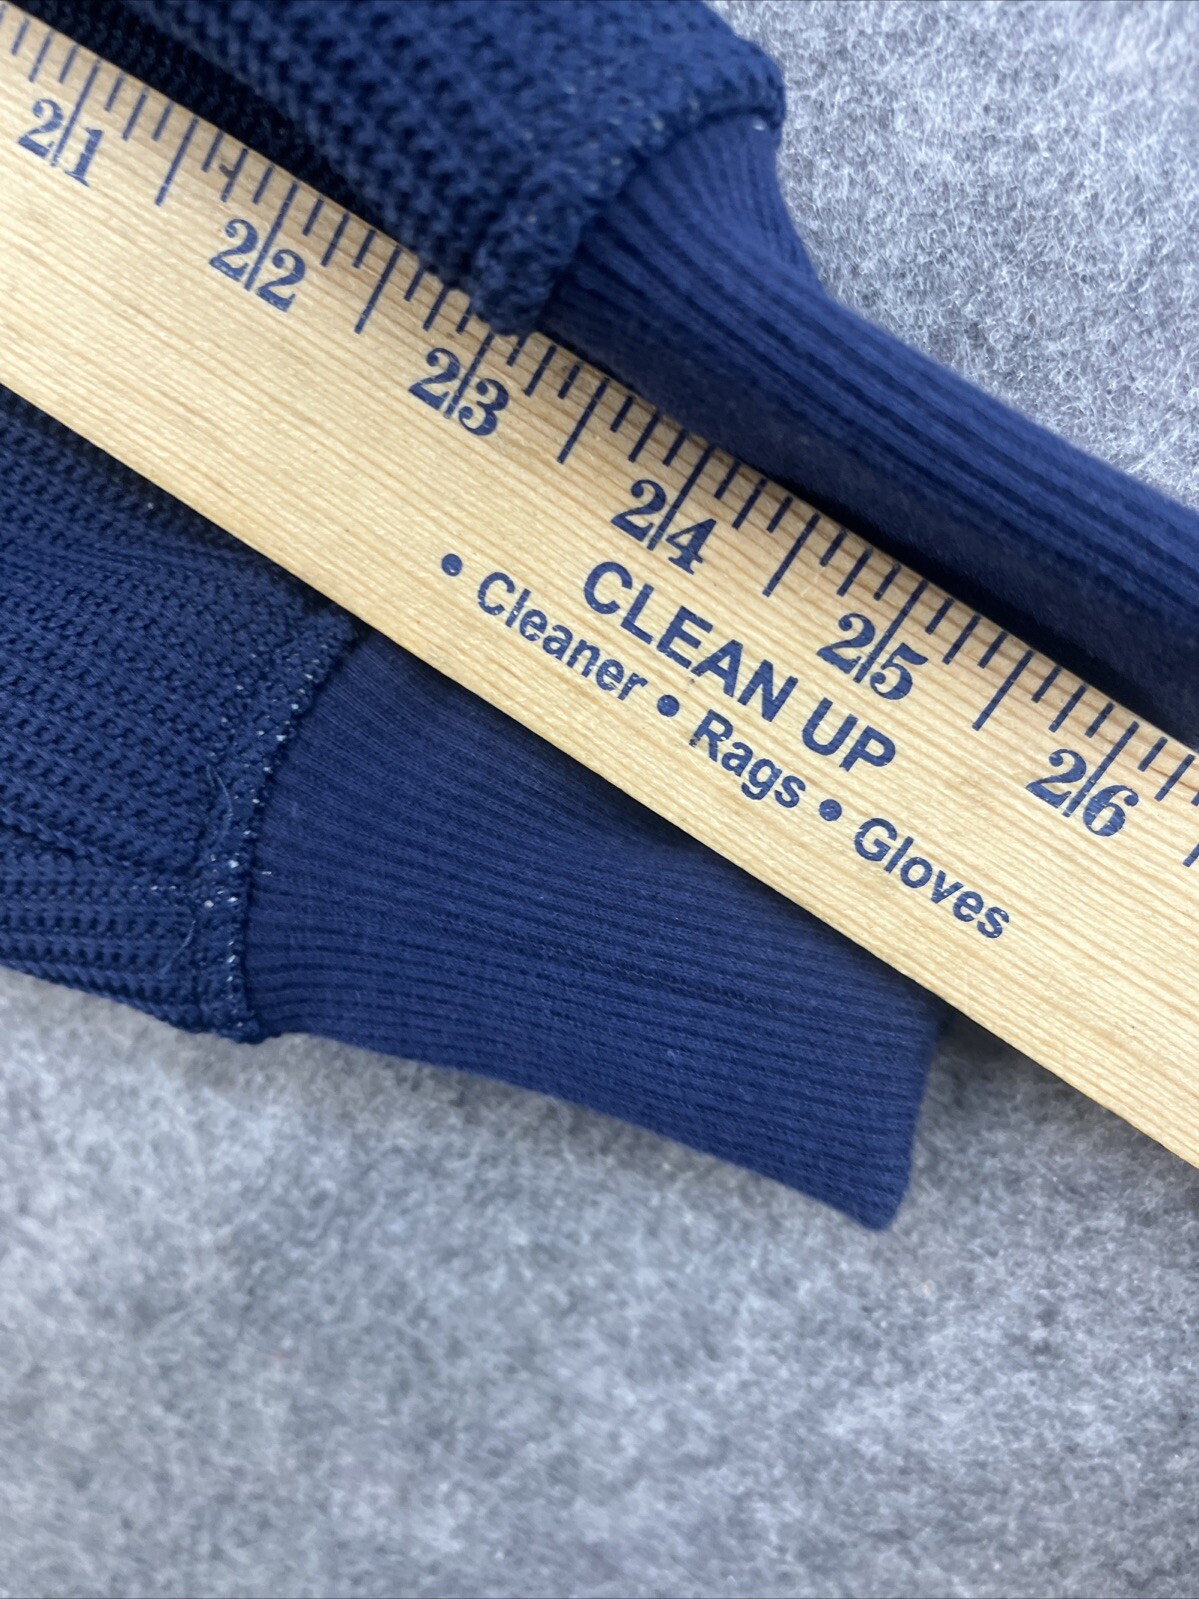 21 22 23 24 25 26
CLEAN UP
• Cleaner • Rags • Gloves